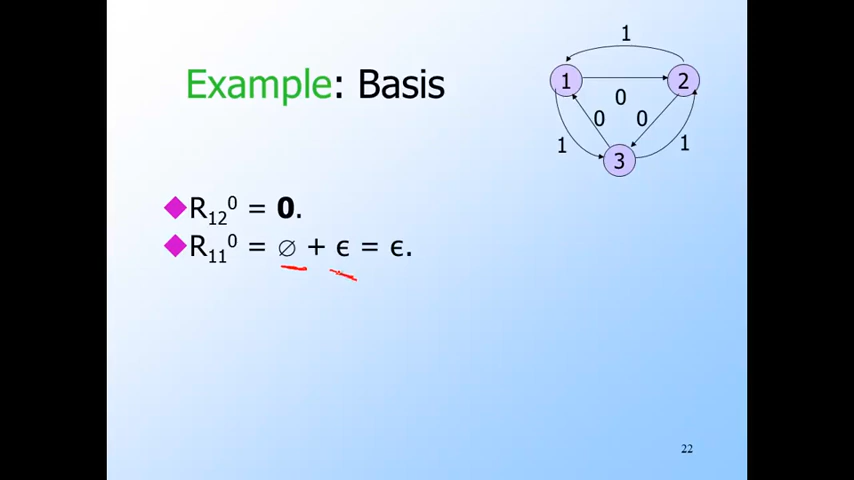 1
Example: Basis
1 2
0
0 0
1 1
3
R₁₂⁰ = 0.
R₁₁⁰ = ∅ + ϵ = ϵ.
22